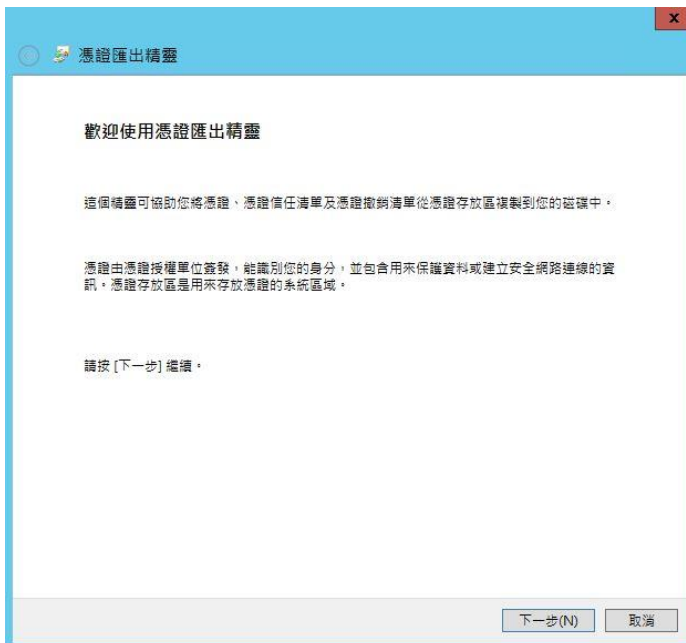 x
憑證匯出精靈
歡迎使用憑證匯出精靈
這個精靈可協助您將憑證、憑證信任清單及憑證撤銷清單從憑證存放區複製到您的磁碟中。
憑證由憑證授權單位簽發，能識別您的身分，並包含用來保護資料或建立安全網路連線的資
訊。憑證存放區是用來存放憑證的系統區域。
請按 [下一步] 繼續。
下一步(N)
取消